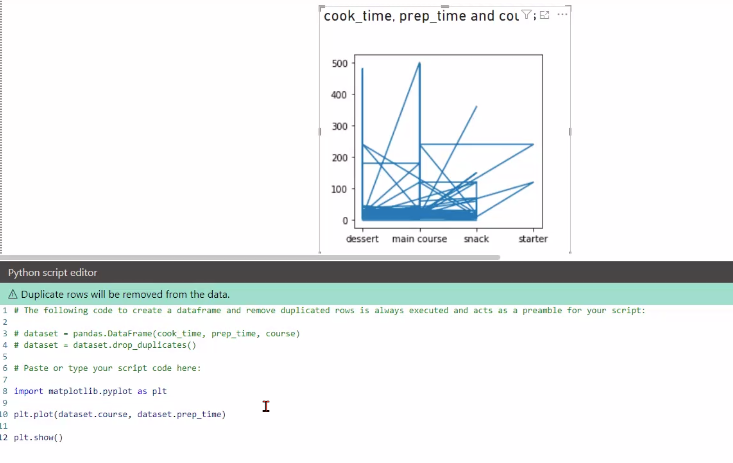 cook_time, prep_time and cou
500
400
300
200
100
0
dessert main course snack starter
Python script editor
Duplicate rows will be removed from the data.
1 # The following code to create a dataframe and remove duplicated rows is always executed and acts as a preamble for your script:
2
3 # dataset = pandas.DataFrame(cook_time, prep_time, course)
4 # dataset = dataset.drop_duplicates()
5
6 # Paste or type your script code here:
7
8 import matplotlib.pyplot as plt
9
10 plt.plot(dataset.course, dataset.prep_time)
11
12 plt.show()